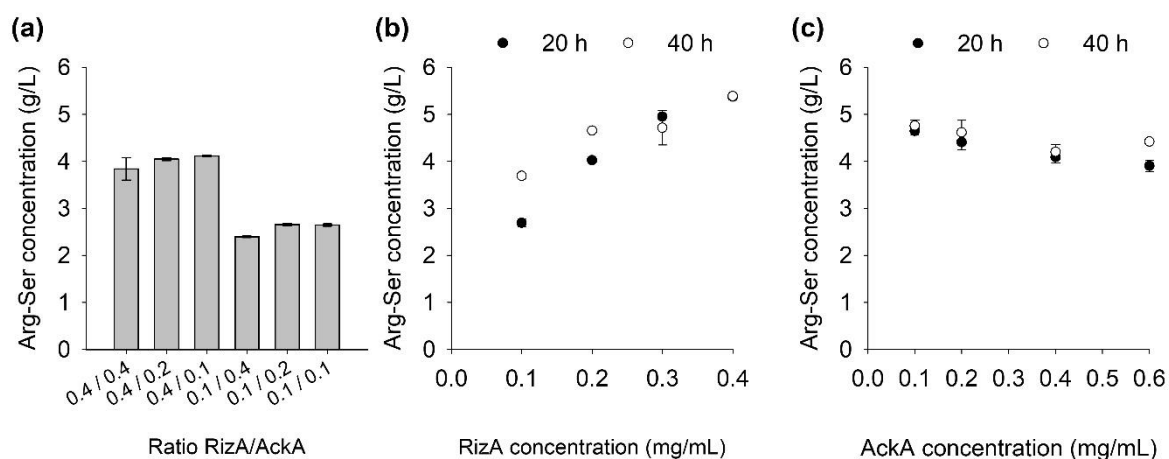 (a)
Arg-Ser concentration (g/L)
6
5
4
3
2
1
0
0.4 / 0.4
0.4 / 0.2
0.4 / 0.1
0.1 / 0.4
0.1 / 0.2
0.1 / 0.1
Ratio RizA/AckA
(b)
20 h
40 h
Arg-Ser concentration (g/L)
6
5
4
3
2
1
0
0.0 0.1 0.2 0.3 0.4
RizA concentration (mg/mL)
(c)
20 h
40 h
Arg-Ser concentration (g/L)
6
5
4
3
2
1
0
0.0 0.1 0.2 0.3 0.4 0.5 0.6
AckA concentration (mg/mL)